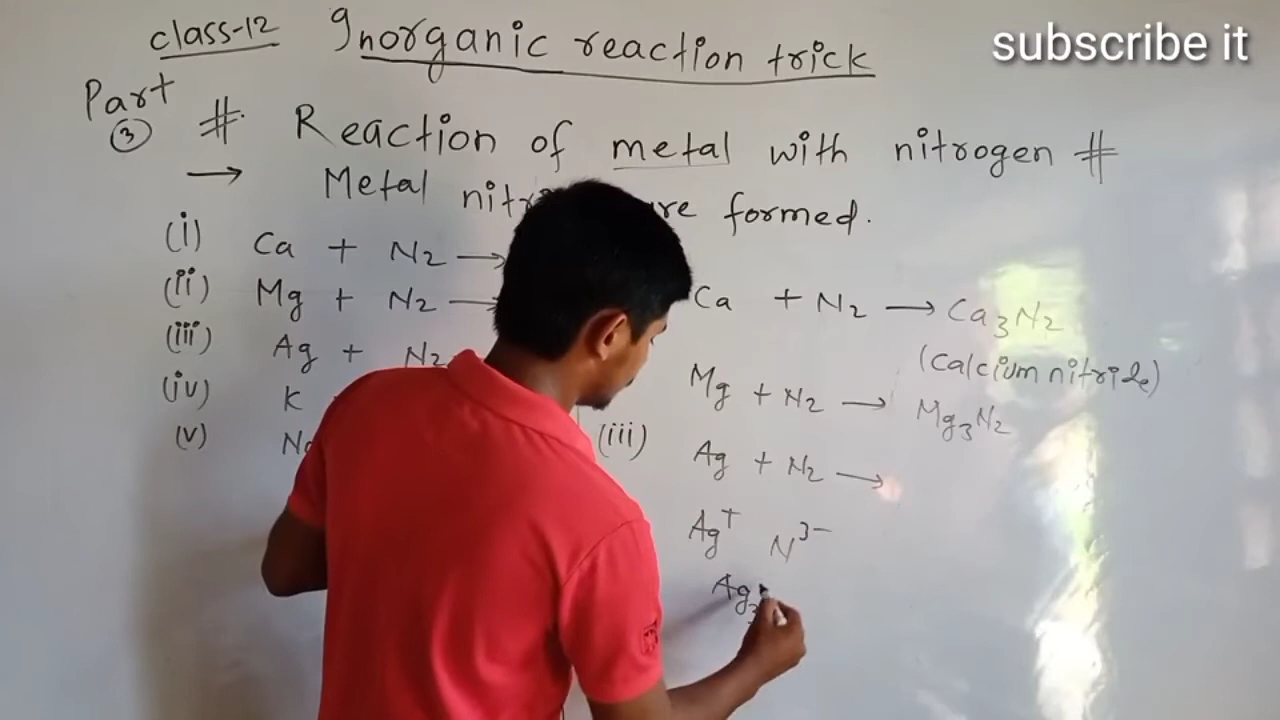 class-12 Inorganic reaction trick
subscribe it
Part
3 # Reaction of metal with nitrogen #
→ Metal formed.
(i) Ca + N2 →
(ii) Mg + N2 →
(iii) Ag + N2
(iv) K
(v)
Ca + N2 → Ca3N2
(Calcium nitride)
Mg + N2 → Mg3N2
(iii) Ag + N2 →
Ag+ N3-
Ag3